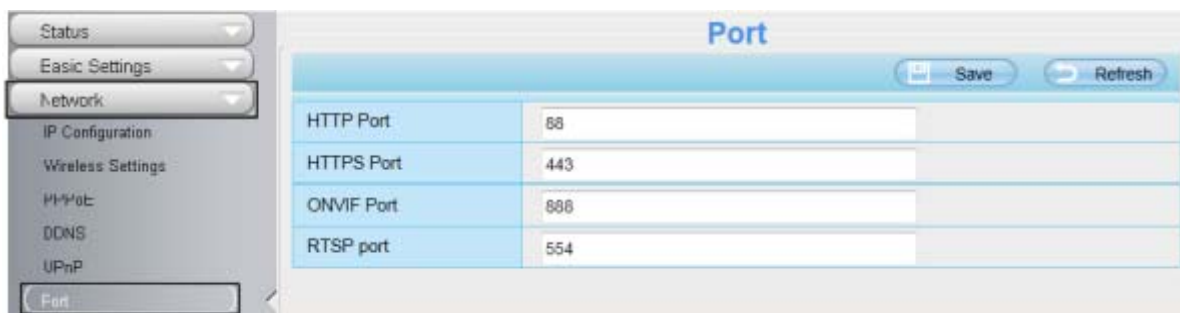 Status
Easic Settings
Network
IP Configuration
Wireless Settings
PPPoE
DDNS
UPnP
Port
Port
Save Refresh
HTTP Port 88
HTTPS Port 443
ONVIF Port 888
RTSP port 554